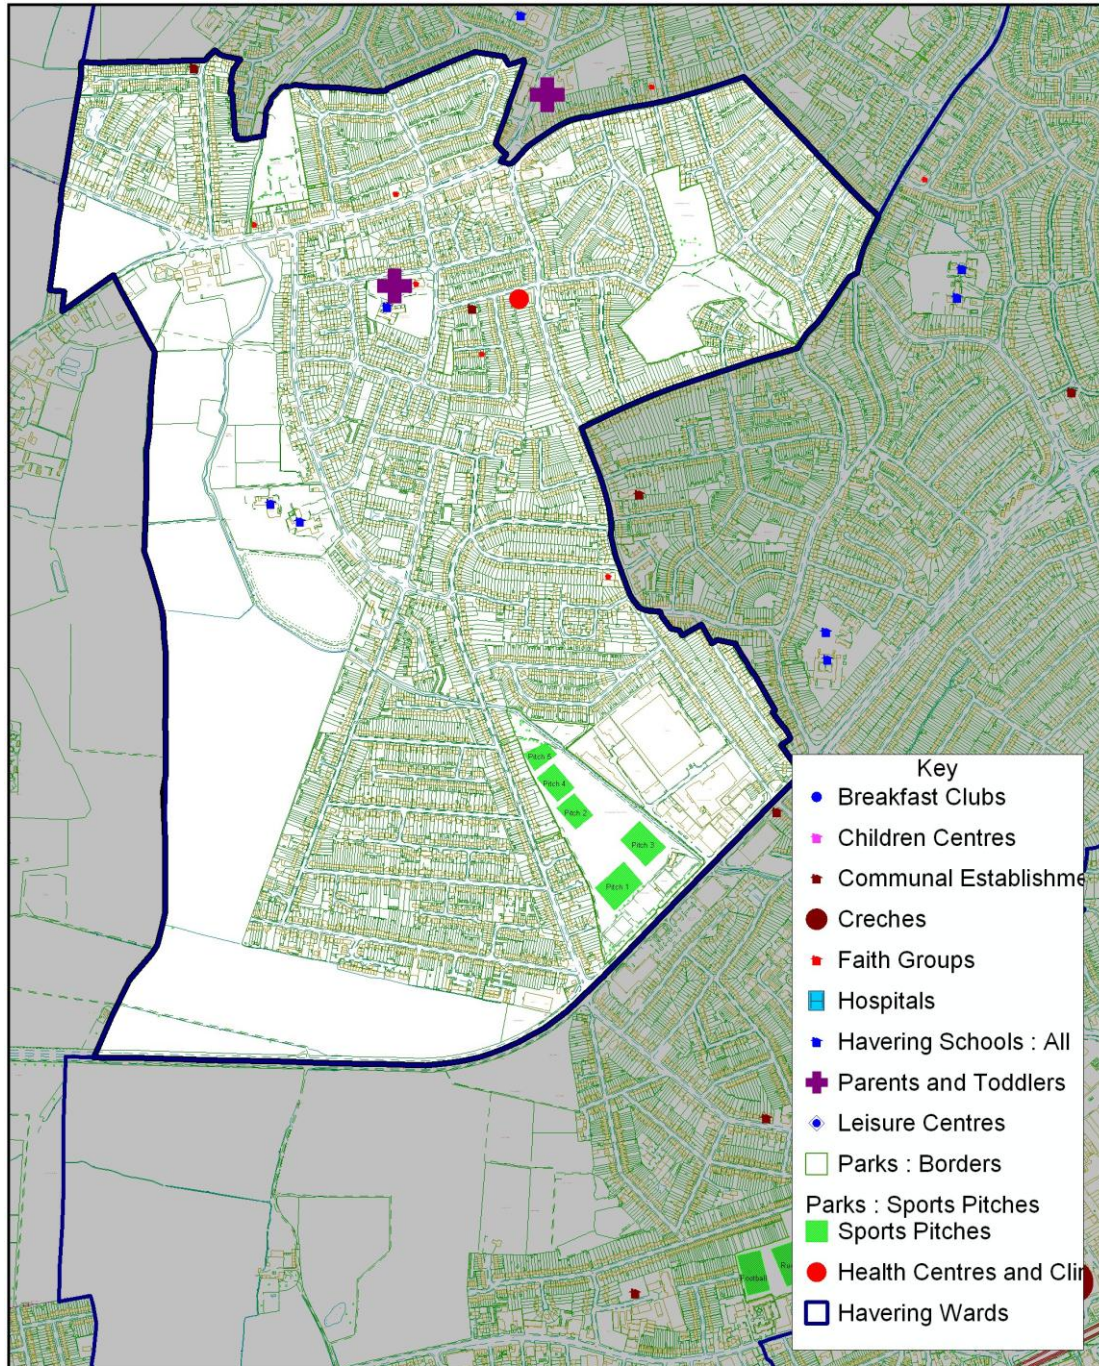 Pitch 4
Pitch 2
Pitch 3
Pitch 1
Football
Key
Breakfast Clubs
Children Centres
Communal Establishme
Creches
Faith Groups
Hospitals
Havering Schools : All
Parents and Toddlers
Leisure Centres
Parks : Borders
Parks : Sports Pitches
Sports Pitches
Health Centres and Clin
Havering Wards